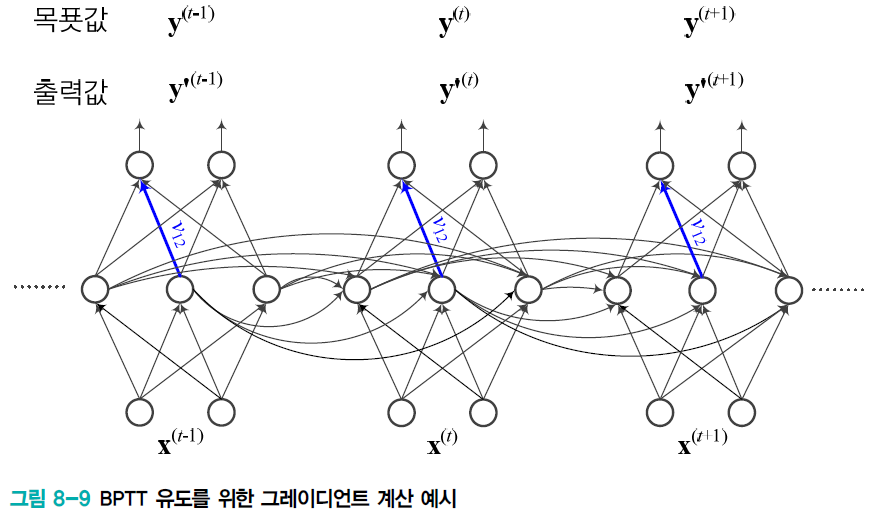 목푯값 y(t-1) y(t) y(t+1)
출력값 y'(t-1) y'(t) y'(t+1)
v12 v12 v12
x(t-1) x(t) x(t+1)
그림 8-9 BPTT 유도를 위한 그레이디언트 계산 예시